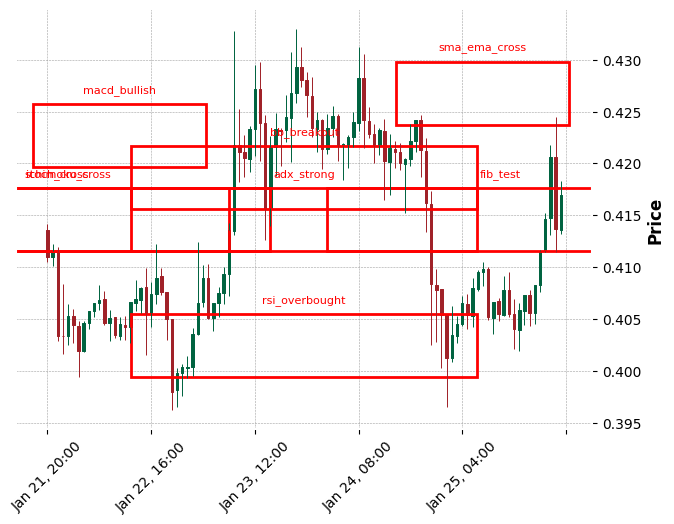 sma_ema_cross
0.430
macd_bullish
0.425
bb_breakout
0.420
adx_strong
fib_test
0.415
Price
0.410
rsi_overbought
0.405
0.400
0.395
Jan 21, 20:00
Jan 22, 16:00
Jan 23, 12:00
Jan 24, 08:00
Jan 25, 04:00